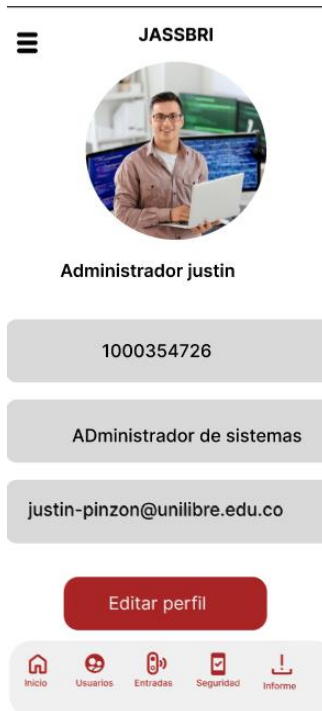 JASSBRI
Administrador justin
1000354726
ADministrador de sistemas
justin-pinzon@unilibre.edu.co
Editar perfil
Inicio Usuarios Entradas Seguridad Informe